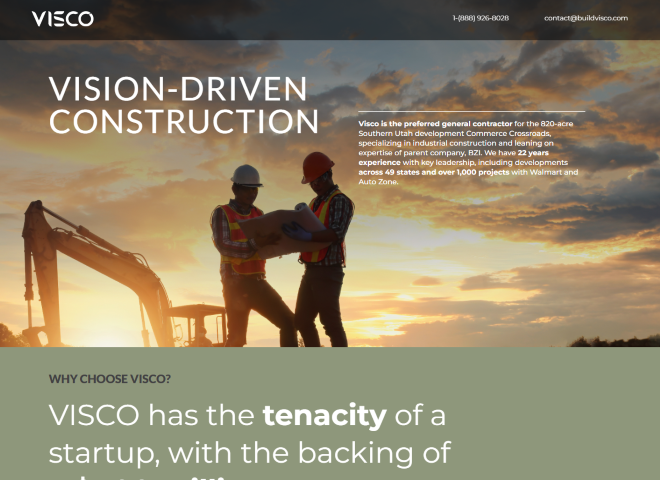 VISCO
1-(888) 926-8028
contact@buildvisco.com
VISION-DRIVEN
CONSTRUCTION
Visco is the preferred general contractor for the 820-acre
Southern Utah development Commerce Crossroads,
specializing in industrial construction and leaning on
expertise of parent company, BZI. We have 22 years
experience with key leadership, including developments
across 49 states and over 1,000 projects with Walmart and
Auto Zone.
WHY CHOOSE VISCO?
VISCO has the tenacity of a
startup, with the backing of